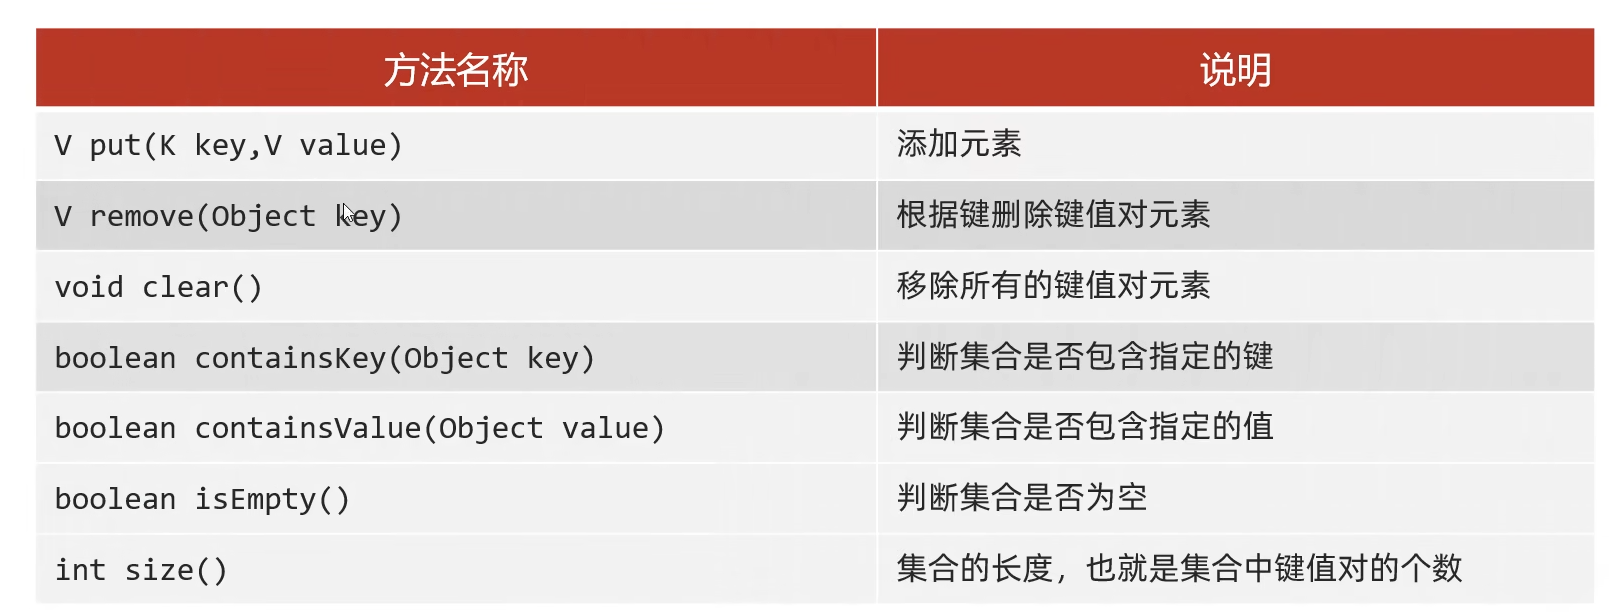 方法名称 说明
V put(K key,V value) 添加元素
V remove(Object key) 根据键删除键值对元素
void clear() 移除所有的键值对元素
boolean containsKey(Object key) 判断集合是否包含指定的键
boolean containsValue(Object value) 判断集合是否包含指定的值
boolean isEmpty() 判断集合是否为空
int size() 集合的长度，也就是集合中键值对的个数